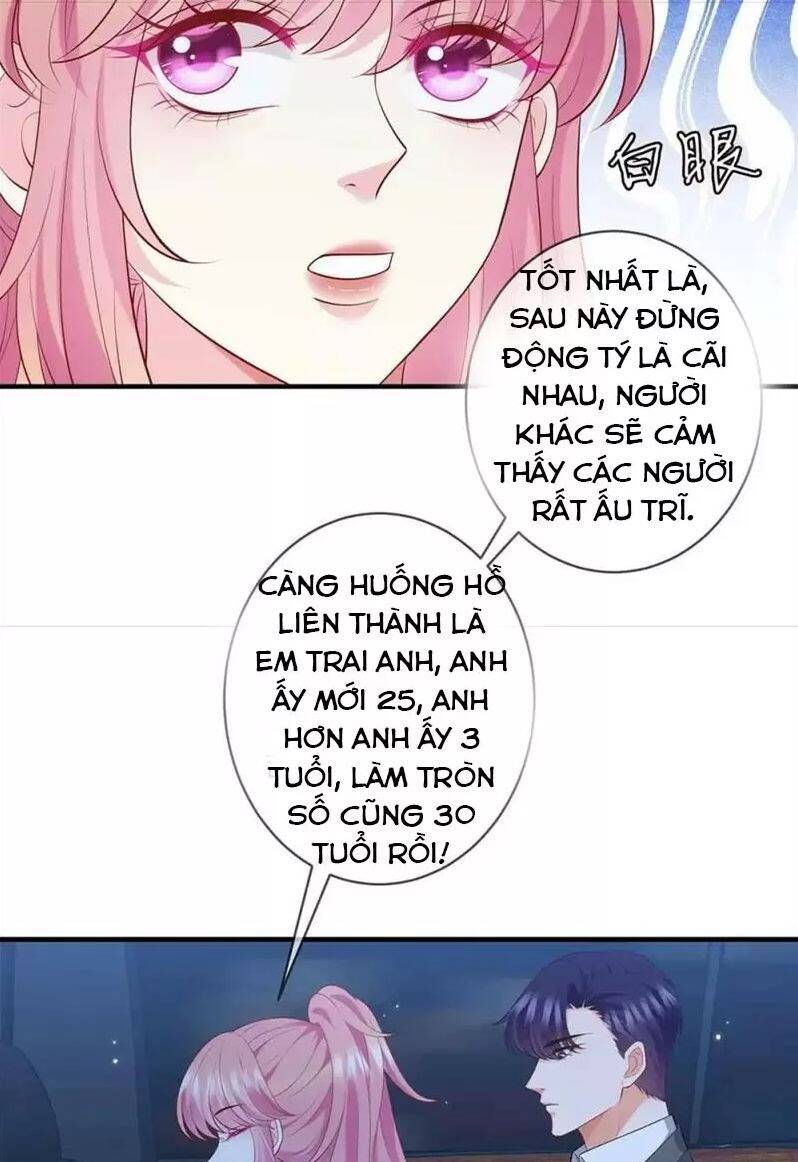 白眼
TỐT NHẤT LÀ,
SAU NÀY ĐỪNG
ĐỘNG TÝ LÀ CÃI
NHAU, NGƯỜI
KHÁC SẼ CẢM
THẤY CÁC NGƯỜI
RẤT ẤU TRĨ.
CÀNG HUỐNG HỒ
LIÊN THÀNH LÀ
EM TRAI ANH, ANH
ẤY MỚI 25, ANH
HƠN ANH ẤY 3
TUỔI, LÀM TRÒN
SỐ CŨNG 30
TUỔI RỒI!